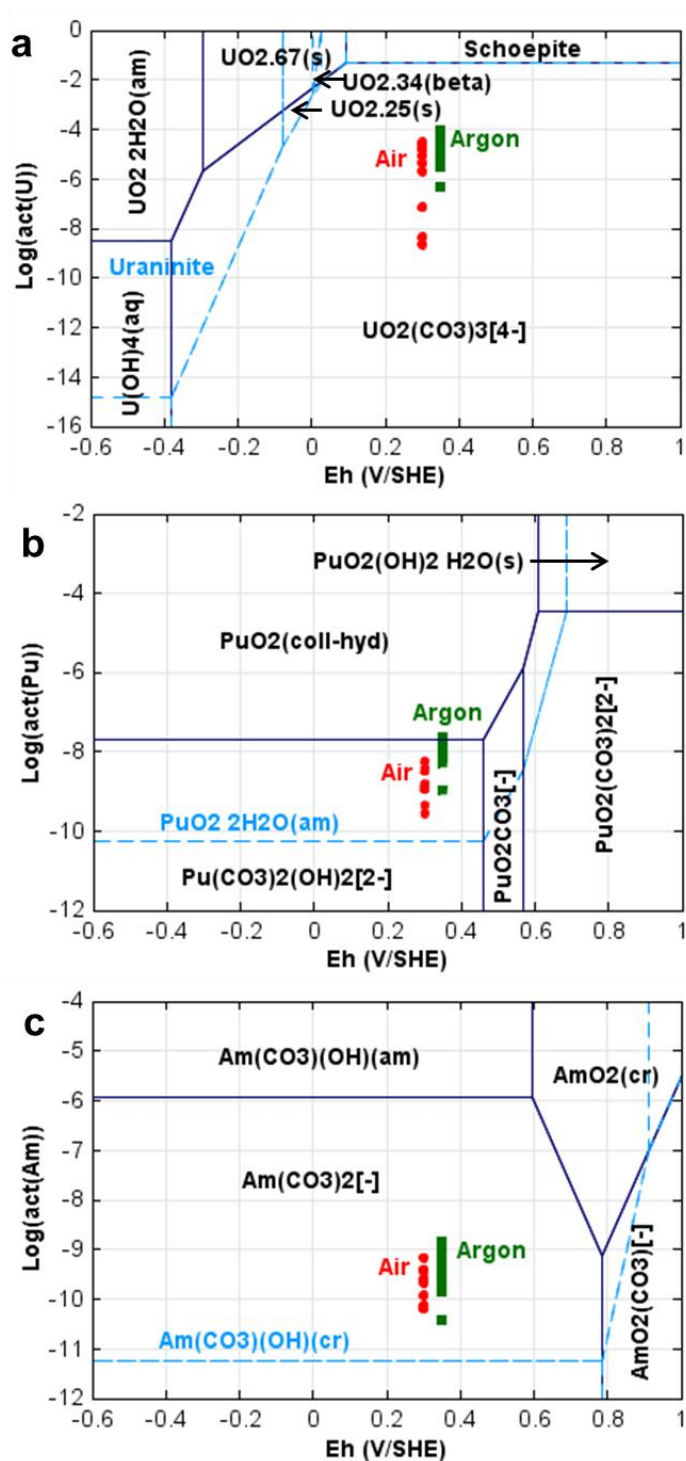 a
0
-2
-4
-6
-8
-10
-12
-14
-16
Log(act(U))
UO2 2H2O(am)
UO2.67(s)
Schoepite
UO2.34(beta)
UO2.25(s)
Air
Argon
Uraninite
U(OH)4(aq)
UO2(CO3)3[4-]
-0.6 -0.4 -0.2 0 0.2 0.4 0.6 0.8 1
Eh (V/SHE)
b
-2
-4
-6
-8
-10
-12
Log(act(Pu))
PuO2(OH)2 H2O(s)
PuO2(coll-hyd)
Argon
Air
PuO2 2H2O(am)
Pu(CO3)2(OH)2[2-]
PuO2CO3[-]
PuO2(CO3)2[2-]
-0.6 -0.4 -0.2 0 0.2 0.4 0.6 0.8 1
Eh (V/SHE)
c
-4
-5
-6
-7
-8
-9
-10
-11
-12
Log(act(Am))
Am(CO3)(OH)(am)
AmO2(cr)
Am(CO3)2[-]
Air
Argon
Am(CO3)(OH)(cr)
AmO2(CO3)[-]
-0.6 -0.4 -0.2 0 0.2 0.4 0.6 0.8 1
Eh (V/SHE)